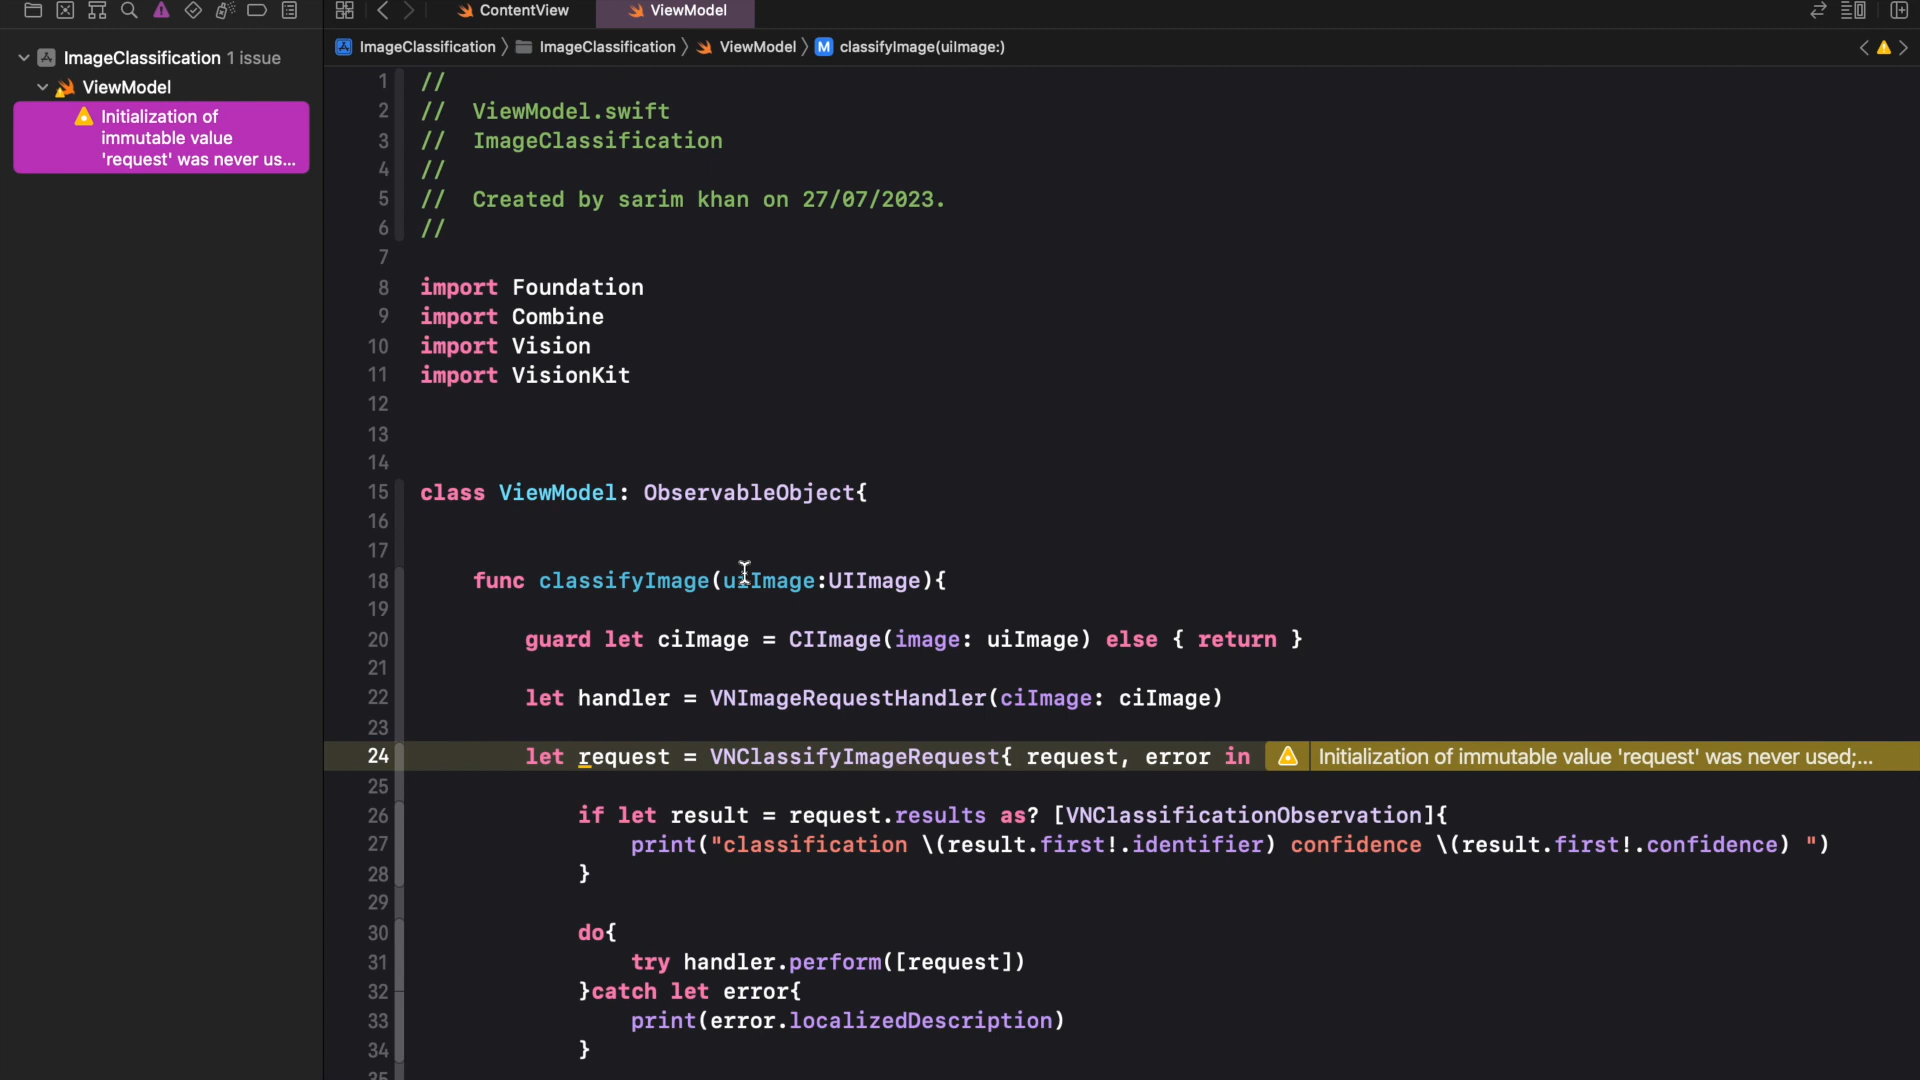 ContentView
ViewModel
ImageClassification 1 issue
ViewModel
Initialization of
immutable value
'request' was never us...
ImageClassification
ImageClassification
ViewModel
M classifyImage(uiImage:)
1 //
2 // ViewModel.swift
3 // ImageClassification
4 //
5 // Created by sarim khan on 27/07/2023.
6 //
7
8 import Foundation
9 import Combine
10 import Vision
11 import VisionKit
12
13
14
15 class ViewModel: ObservableObject{
16
17
18 func classifyImage(uiImage:UIImage){
19
20 guard let ciImage = CIImage(image: uiImage) else { return }
21
22 let handler = VNImageRequestHandler(ciImage: ciImage)
23
24 let request = VNClassifyImageRequest{ request, error in Initialization of immutable value 'request' was never used;...
25
26 if let result = request.results as? [VNClassificationObservation]{
27 print("classification \(result.first!.identifier) confidence \(result.first!.confidence) ")
28 }
29
30 do{
31 try handler.perform([request])
32 }catch let error{
33 print(error.localizedDescription)
34 }
35